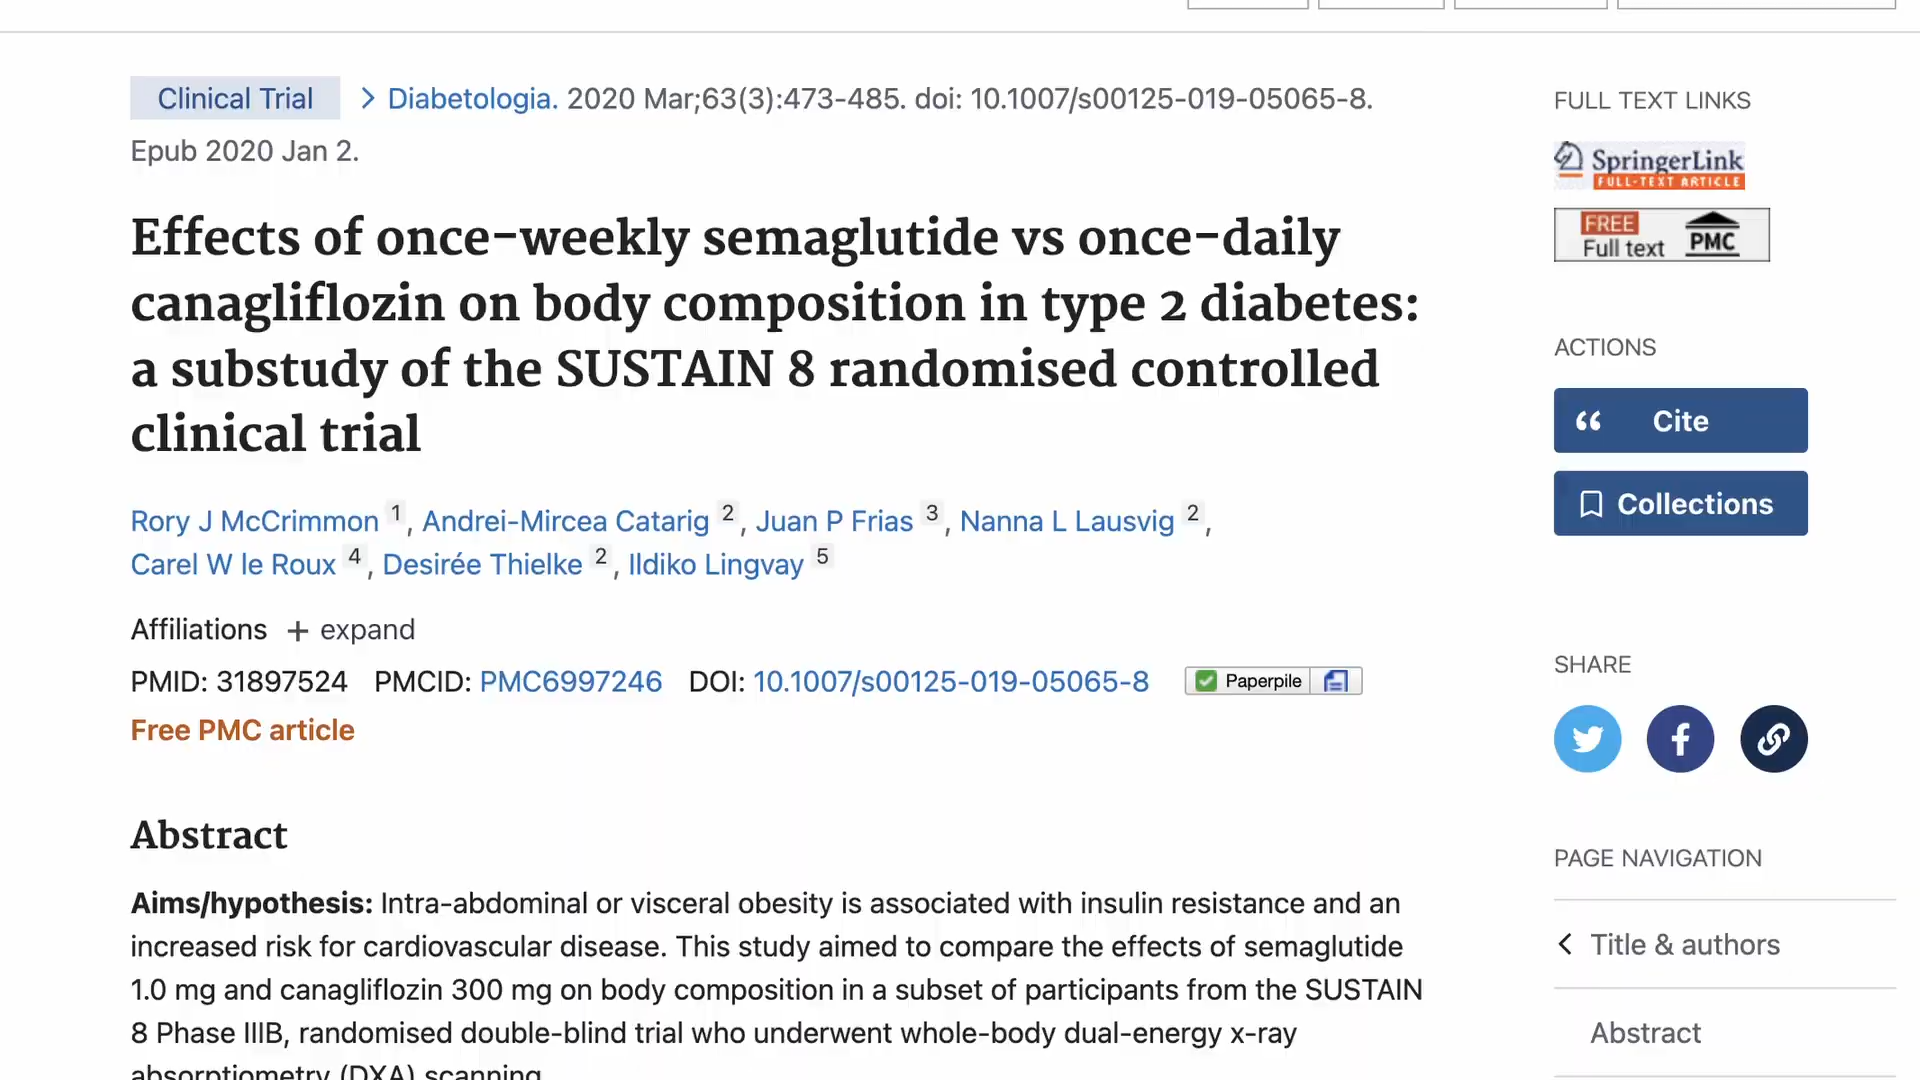 Clinical Trial > Diabetologia. 2020 Mar;63(3):473-485. doi: 10.1007/s00125-019-05065-8.
Epub 2020 Jan 2.
Effects of once-weekly semaglutide vs once-daily
canagliflozin on body composition in type 2 diabetes:
a substudy of the SUSTAIN 8 randomised controlled
clinical trial
Rory J McCrimmon 1, Andrei-Mircea Catarig 2, Juan P Frias 3, Nanna L Lausvig 2,
Carel W le Roux 4, Desirée Thielke 2, Ildiko Lingvay 5
Affiliations + expand
PMID: 31897524 PMCID: PMC6997246 DOI: 10.1007/s00125-019-05065-8 Paperpile
Free PMC article
Abstract
Aims/hypothesis: Intra-abdominal or visceral obesity is associated with insulin resistance and an
increased risk for cardiovascular disease. This study aimed to compare the effects of semaglutide
1.0 mg and canagliflozin 300 mg on body composition in a subset of participants from the SUSTAIN
8 Phase IIIB, randomised double-blind trial who underwent whole-body dual-energy x-ray
absorptiometry (DXA) scanning.
FULL TEXT LINKS
SpringerLink
FULL-TEXT ARTICLE
FREE
Full text PMC
ACTIONS
Cite
Collections
SHARE
PAGE NAVIGATION
Title & authors
Abstract